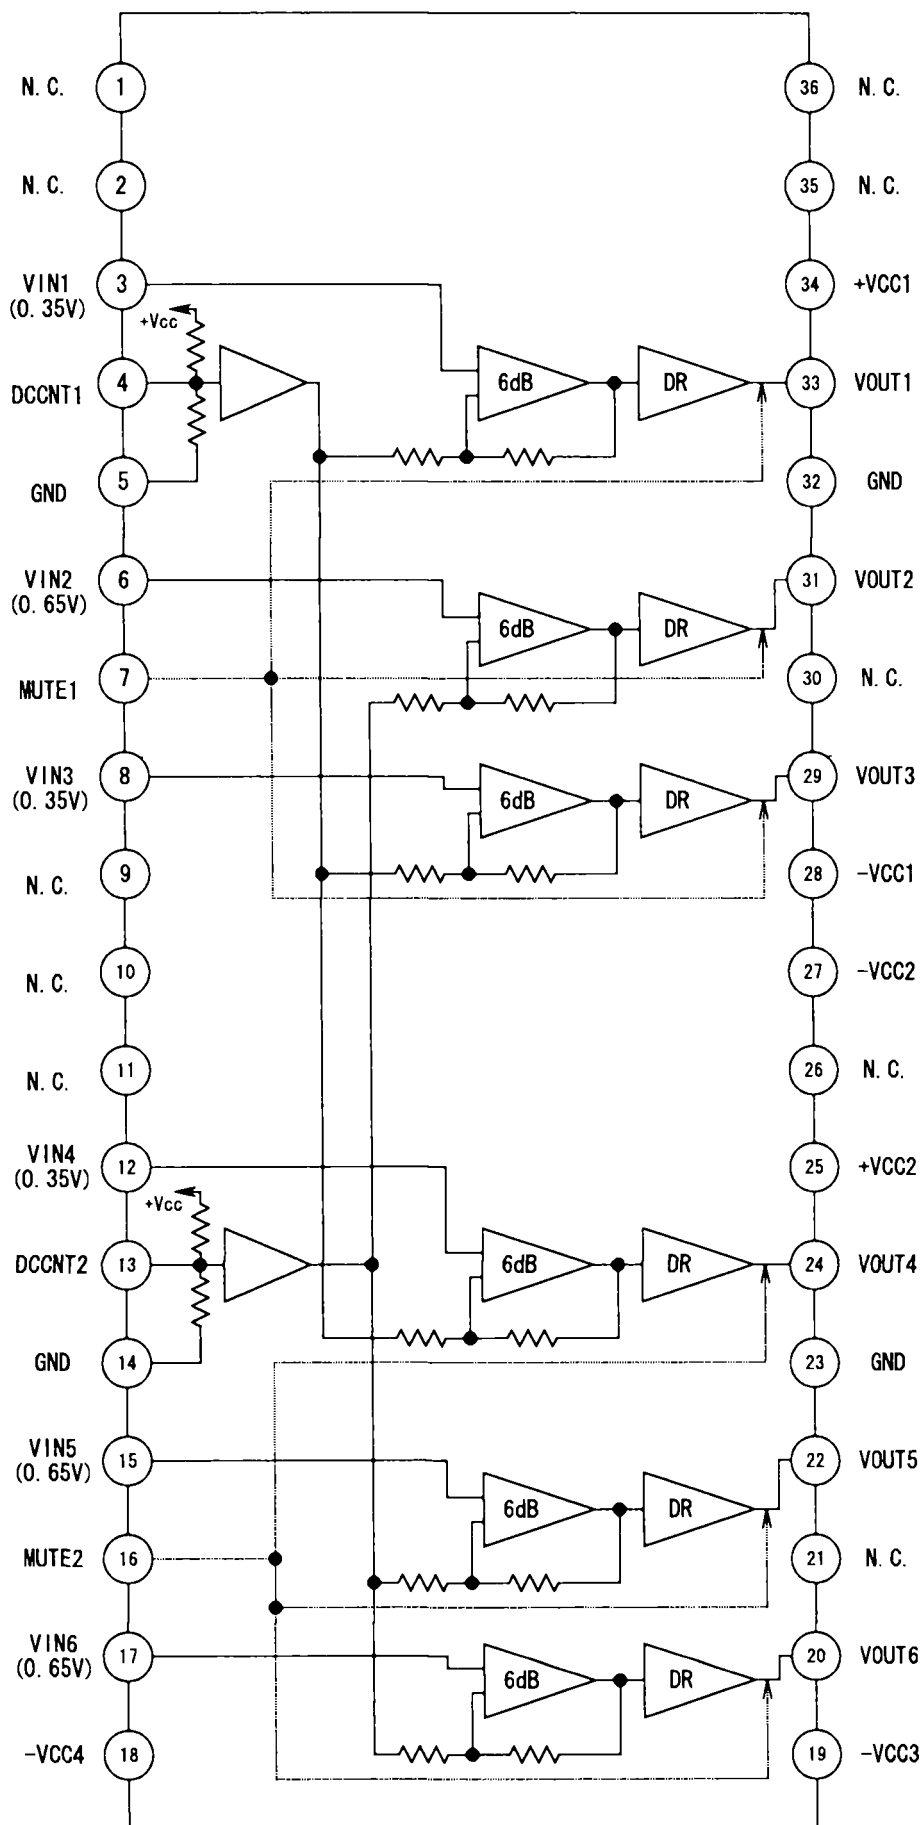 N. C. 1 36 N. C.
N. C. 2 35 N. C.
VIN1 3 34 +VCC1
(0. 35V)
+Vcc
DCCNT1 4 6dB DR 33 VOUT1
GND 5 32 GND
VIN2 6 31 VOUT2
(0. 65V)
6dB DR
MUTE1 7 30 N. C.
VIN3 8 29 VOUT3
(0. 35V)
6dB DR
N. C. 9 28 -VCC1
N. C. 10 27 -VCC2
N. C. 11 26 N. C.
VIN4 12 25 +VCC2
(0. 35V)
+Vcc
DCCNT2 13 6dB DR 24 VOUT4
GND 14 23 GND
VIN5 15 22 VOUT5
(0. 65V)
6dB DR
MUTE2 16 21 N. C.
VIN6 17 20 VOUT6
(0. 65V)
6dB DR
-VCC4 18 19 -VCC3